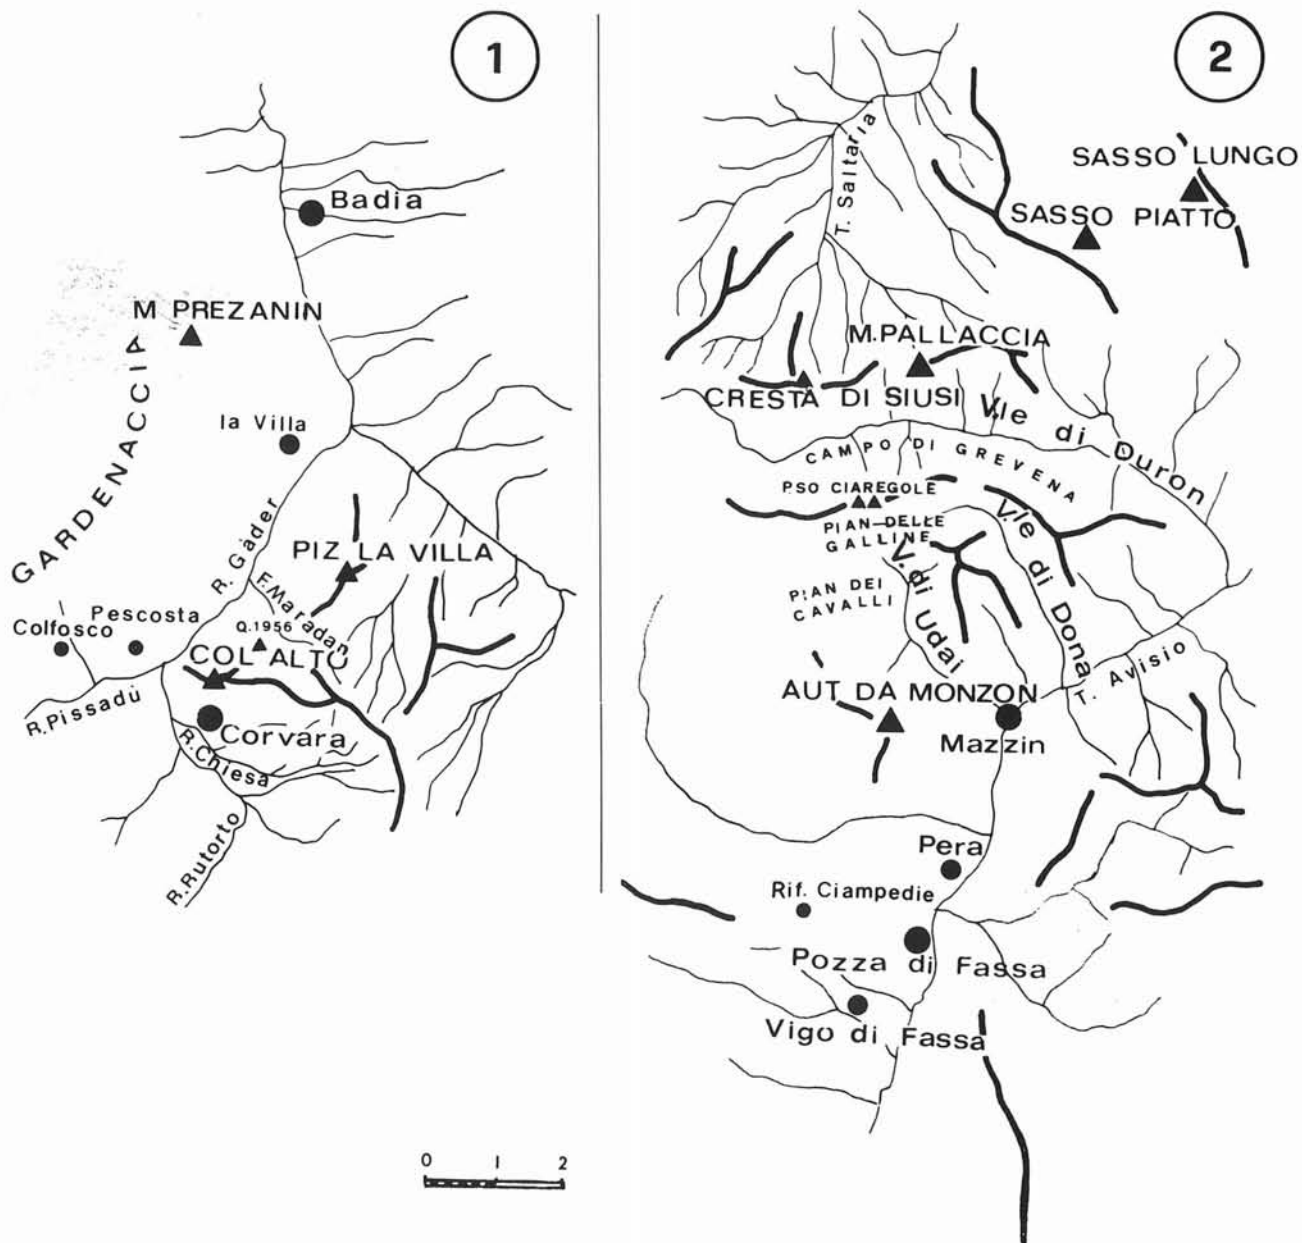 1
Badia
M PREZANIN
GARDENACCIA
la Villa
R. Gàder
PIZ LA VILLA
F. Maradan
Q.1956
Pescosta
Colfosco
COL ALTO
R. Pissadù
Corvára
R. Chiesa
R. Rutorto
0 1 2
2
T. Saltaria
SASSO LUNGO
SASSO PIATTO
M. PALLACCIA
CRESTA DI SIUSI
V.le di Duron
CAMPO DI GREVENA
P.SO CIAREGOLE
PIAN DELLE
GALLINE
V. di Udai
V.le di Dona
PIAN DEI
CAVALLI
T. Avisio
AUT DA MONZON
Mazzin
Pera
Rif. Ciampedie
Pozza di Fassa
Vigo di Fassa